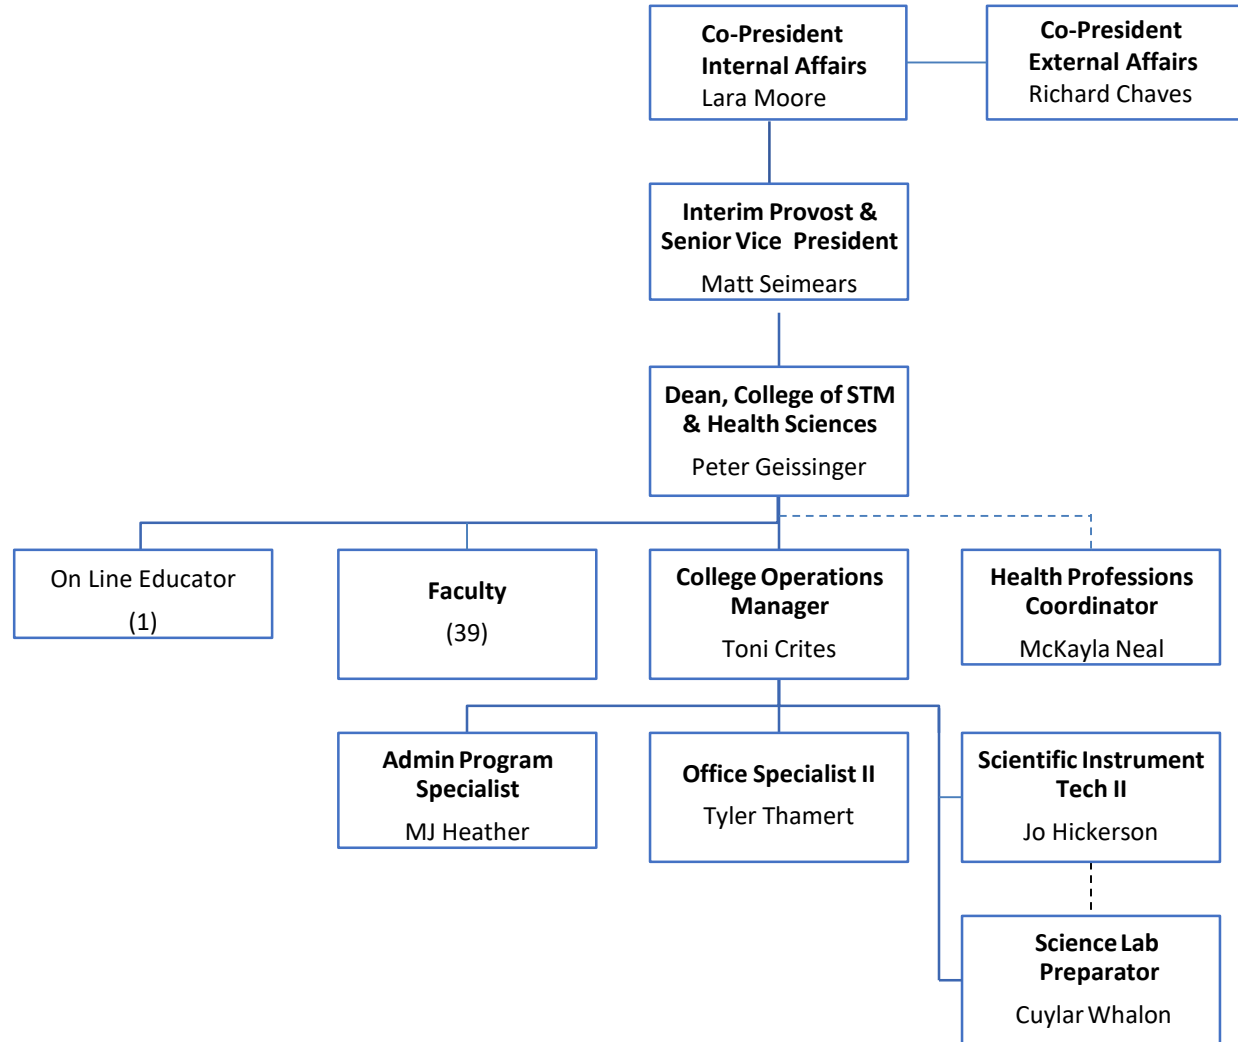 Co-President
Internal Affairs
Lara Moore
Co-President
External Affairs
Richard Chaves
Interim Provost &
Senior Vice President
Matt Seimears
Dean, College of STM
& Health Sciences
Peter Geissinger
On Line Educator
(1)
Faculty
(39)
College Operations
Manager
Toni Crites
Health Professions
Coordinator
McKayla Neal
Admin Program
Specialist
MJ Heather
Office Specialist II
Tyler Thamert
Scientific Instrument
Tech II
Jo Hickerson
Science Lab
Preparator
Cuylar Whalon